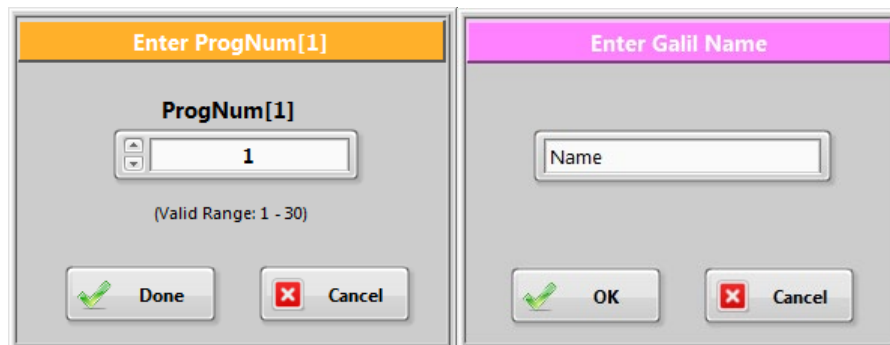 Enter ProgNum[1]
ProgNum[1]
1
(Valid Range: 1 - 30)
Done
Cancel
Enter Galil Name
Name
OK
Cancel